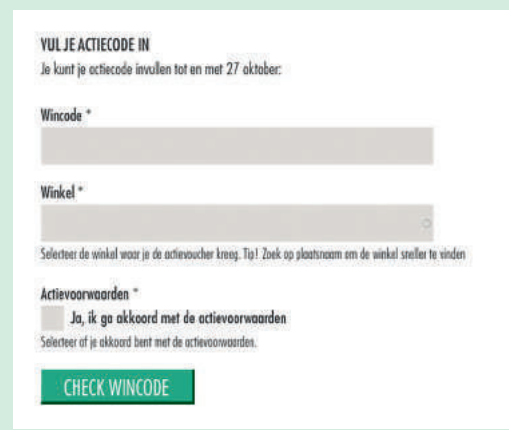 VUL JE ACTIECODE IN
Je kunt je actiecode invullen tot en met 27 oktober:
Wincode *
Winkel *
Selecteer de winkel waar je de actievoucher kreeg. Tip! Zoek op plaatsnaam om de winkel sneller te vinden
Actievoorwaarden *
Ja, ik ga akkoord met de actievoorwaarden
Selecteer of je akkoord bent met de actievoorwaarden.
CHECK WINCODE